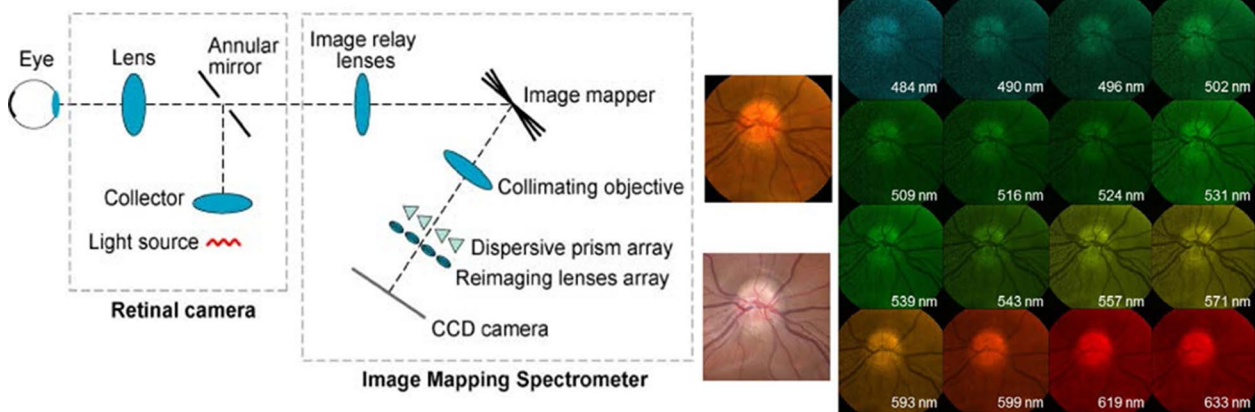 Eye
Lens
Annular
mirror
Collector
Light source
Retinal camera
Image relay
lenses
Image mapper
Collimating objective
Dispersive prism array
Reimaging lenses array
CCD camera
Image Mapping Spectrometer
484 nm
490 nm
496 nm
502 nm
509 nm
516 nm
524 nm
531 nm
539 nm
543 nm
557 nm
571 nm
593 nm
599 nm
619 nm
633 nm